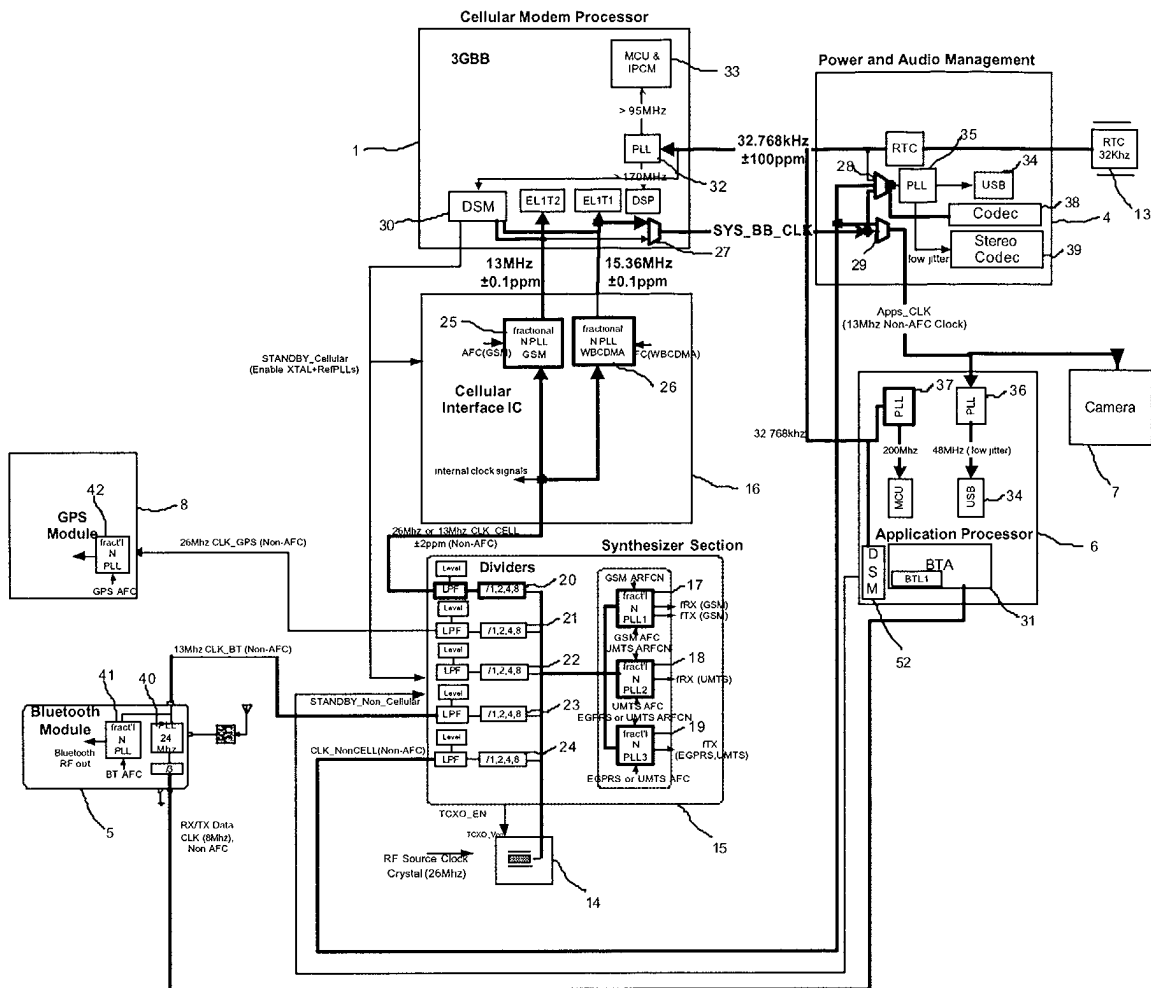 Cellular Modem Processor
3GBB
MCU &
IPCM
33
> 95MHz
1
PLL
32
>170MHz
DSM
30
EL1T2
EL1T1
DSP
27
Power and Audio Management
32.768kHz
±100ppm
RTC
35
RTC
32Khz
13
28
PLL
34
USB
Codec
38
4
SYS_BB_CLK
29
low jitter
Stereo
Codec
39
13MHz
±0.1ppm
15.36MHz
±0.1ppm
Apps_CLK
(13Mhz Non-AFC Clock)
25
fractional
N PLL
GSM
fractional
N PLL
WBCDMA
AFC(GSM)
FC(WBCDMA)
26
STANDBY_Cellular
(Enable XTAL+RefPLLs)
Cellular
Interface IC
internal clock signals
16
37
PLL
PLL
36
Camera
7
32 768khz
200Mhz
48MHz (low jitter)
MCU
USB
34
Application Processor
6
DSM
BTA
BTL1
31
52
8
42
GPS
Module
fract'l
N
PLL
GPS AFC
26Mhz CLK_GPS (Non-AFC)
26Mhz or 13Mhz CLK_CELL
±2ppm (Non-AFC)
Synthesizer Section
Dividers
Level
LPF
/1,2,4,8
20
Level
LPF
/1,2,4,8
21
Level
LPF
/1,2,4,8
22
Level
LPF
/1,2,4,8
23
Level
LPF
/1,2,4,8
24
GSM ARFCN
17
fract'l
N
PLL1
fRX (GSM)
fTX (GSM)
GSM AFC
UMTS ARFCN
18
fract'l
N
PLL2
fRX (UMTS)
UMTS AFC
EGPRS or UMTS ARFCN
19
fract'l
N
PLL3
fTX
(EGPRS,UMTS)
EGPRS or UMTS AFC
15
13Mhz CLK_BT (Non-AFC)
STANDBY_Non_Cellular
CLK_NonCELL(Non-AFC)
41
40
Bluetooth
Module
fract'l
N
PLL
PLL
24
Mhz
/3
Bluetooth
RF out
BT AFC
5
RX/TX Data
CLK (8Mhz),
Non AFC
TCXO_EN
RF Source Clock
Crystal (26Mhz)
14